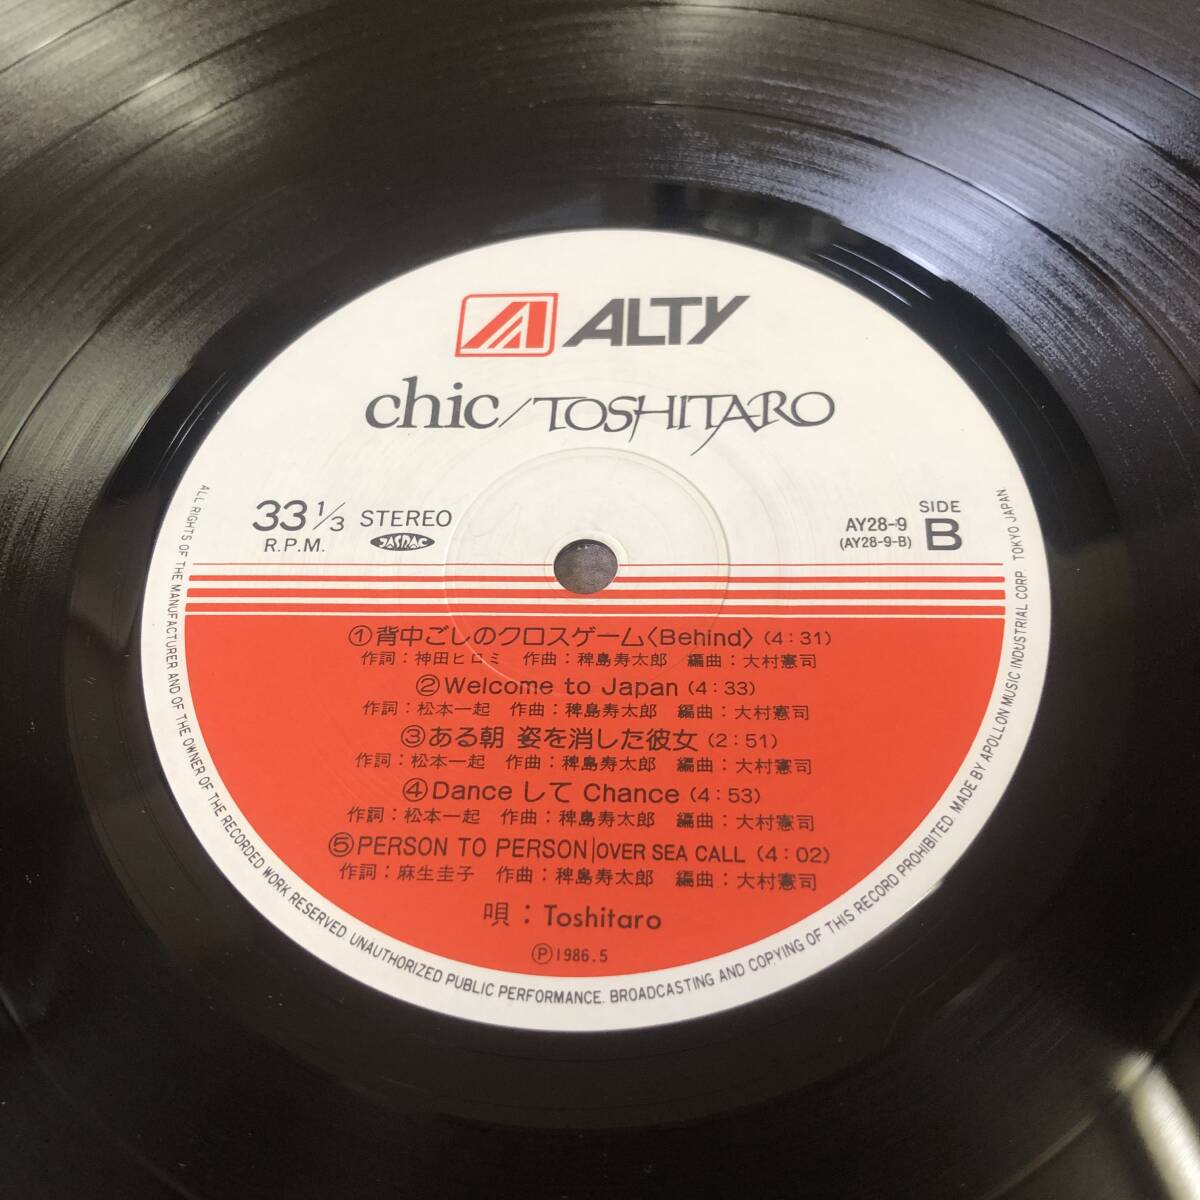 ALTY
chic/TOSHITARO
33 1/3 STEREO
R.P.M.
JASRAC
AY28-9
(AY28-9-B)
SIDE
B
①背中ごしのクロスゲーム〈Behind〉(4:31)
作詞：神田ヒロミ 作曲：稗島寿太郎 編曲：大村憲司
②Welcome to Japan (4:33)
作詞：松本一起 作曲：稗島寿太郎 編曲：大村憲司
③ある朝 姿を消した彼女 (2:51)
作詞：松本一起 作曲：稗島寿太郎 編曲：大村憲司
④Dance して Chance (4:53)
作詞：松本一起 作曲：稗島寿太郎 編曲：大村憲司
⑤PERSON TO PERSON|OVER SEA CALL (4:02)
作詞：麻生圭子 作曲：稗島寿太郎 編曲：大村憲司
唄：Toshitaro
Ⓟ1986.5
ALL RIGHTS OF THE MANUFACTURER AND OF THE OWNER OF THE RECORDED WORK RESERVED. UNAUTHORIZED PUBLIC PERFORMANCE. BROADCASTING AND COPYING OF THIS RECORD PROHIBITED. MADE BY APOLLON MUSIC INDUSTRIAL CORP. TOKYO JAPAN